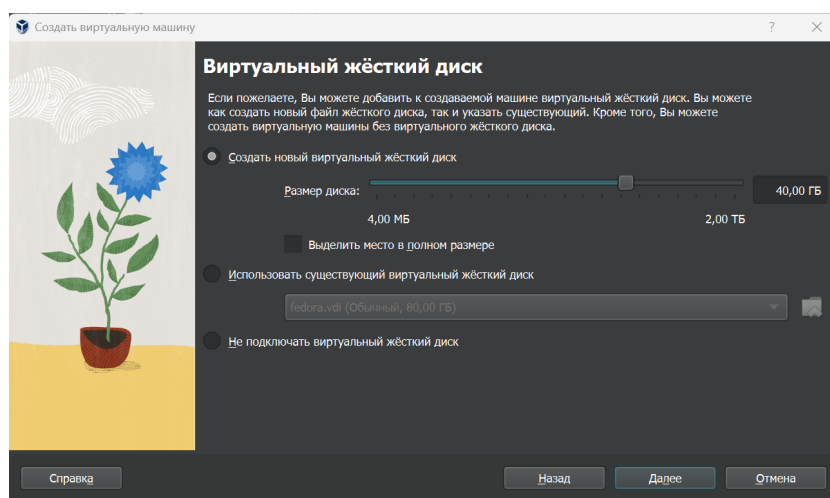 Создать виртуальную машину
?
Виртуальный жёсткий диск
Если пожелаете, Вы можете добавить к создаваемой машине виртуальный жёсткий диск. Вы можете
как создать новый файл жёсткого диска, так и указать существующий. Кроме того, Вы можете
создать виртуальную машины без виртуального жёсткого диска.
Создать новый виртуальный жёсткий диск
Размер диска:
40,00 ГБ
4,00 МБ
2,00 ТБ
Выделить место в полном размере
Использовать существующий виртуальный жёсткий диск
fedora.vdi (Обычный, 80,00 ГБ)
Не подключать виртуальный жёсткий диск
Справка
Назад
Далее
Отмена